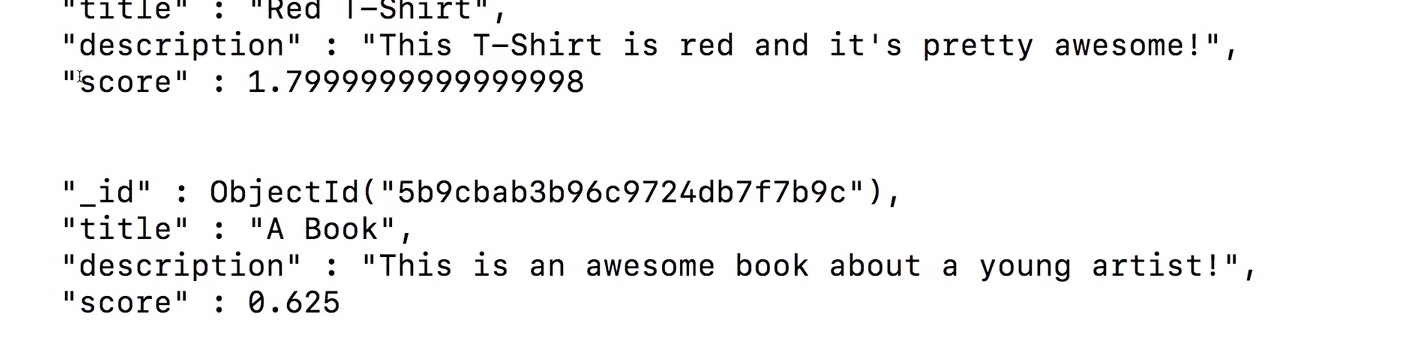 "title" : "Red T-Shirt",
"description" : "This T-Shirt is red and it's pretty awesome!",
"score" : 1.7999999999999998
"_id" : ObjectId("5b9cbab3b96c9724db7f7b9c"),
"title" : "A Book",
"description" : "This is an awesome book about a young artist!",
"score" : 0.625